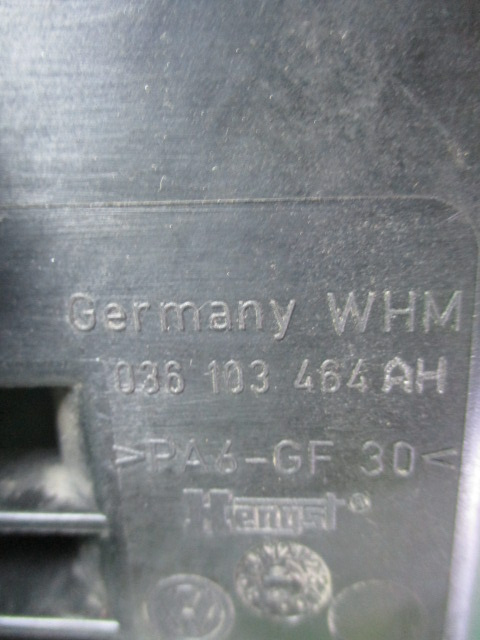 Germany WHM
036 103 464 AH
>PA6-GF 30<
Hengst®